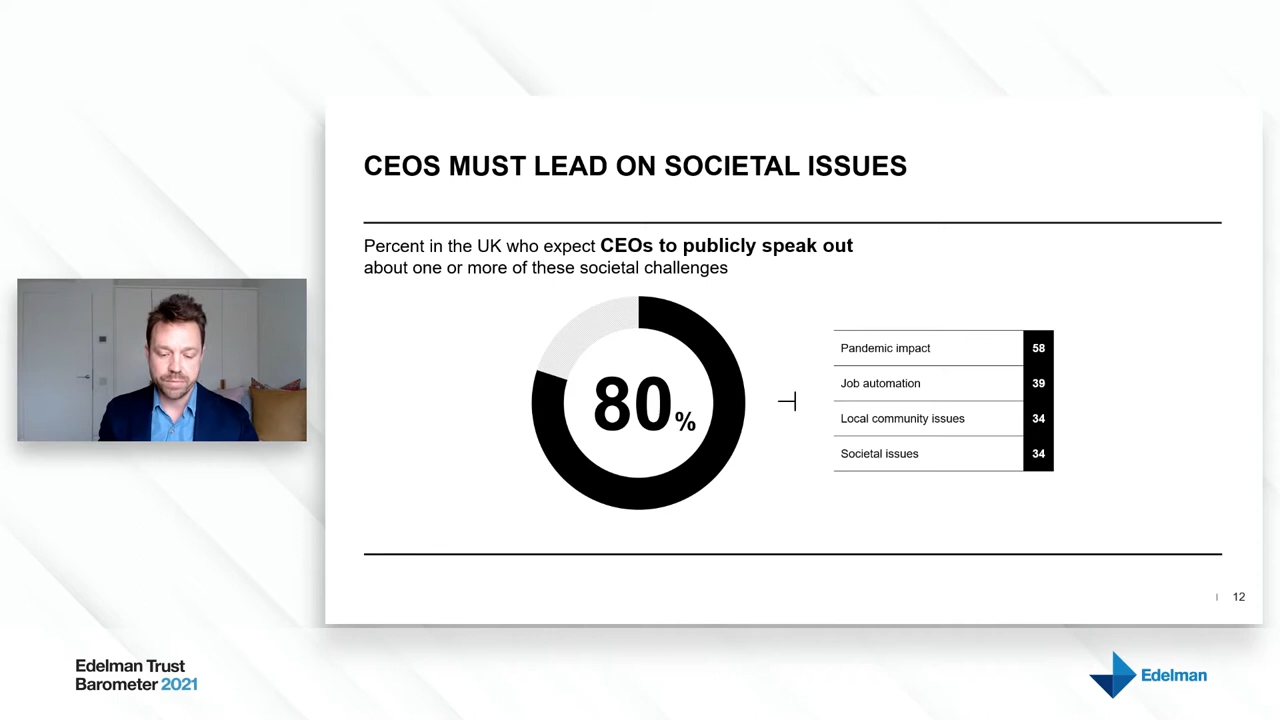 CEOS MUST LEAD ON SOCIETAL ISSUES
Percent in the UK who expect CEOs to publicly speak out
about one or more of these societal challenges
80%
Pandemic impact 58
Job automation 39
Local community issues 34
Societal issues 34
12
Edelman Trust
Barometer 2021
Edelman